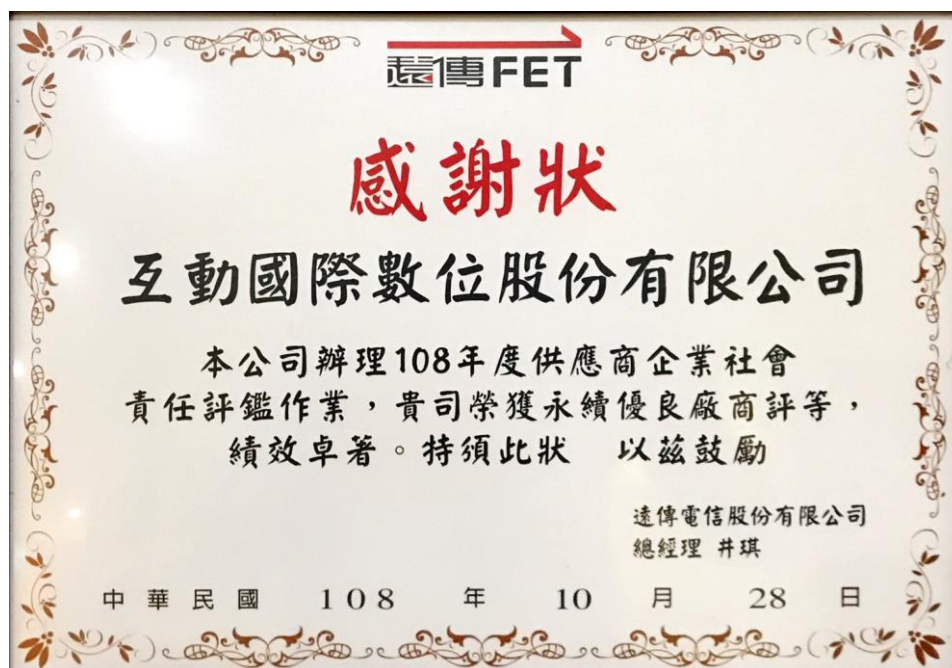 遠傳FET
感謝狀
互動國際數位股份有限公司
本公司辦理108年度供應商企業社會
責任評鑑作業，貴司榮獲永續優良廠商評等，
績效卓著。持須此狀　以茲鼓勵
遠傳電信股份有限公司
總經理 井琪
中華民國 108 年 10 月 28 日